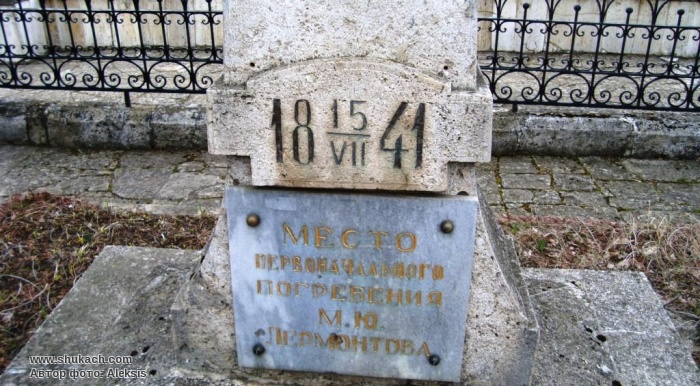 18 15/VII 41
МЕСТО
ПЕРВОНАЧАЛЬНОГО
ПОГРЕБЕНИЯ
М.Ю.
ЛЕРМОНТОВА
www.shukach.com
Автор фото: Aleksis